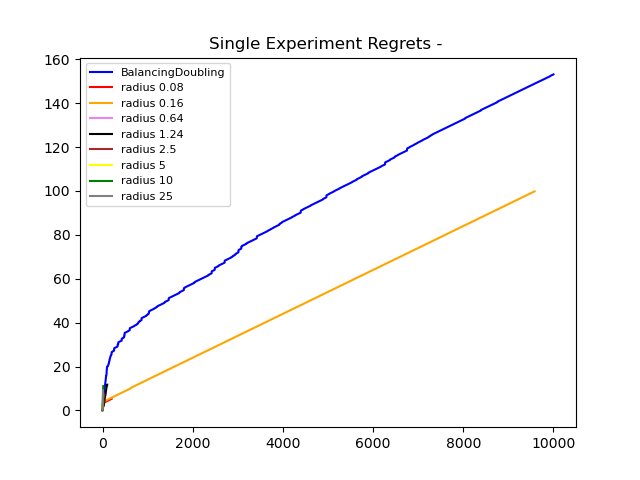 Single Experiment Regrets -
160
140
120
100
80
60
40
20
0
BalancingDoubling
radius 0.08
radius 0.16
radius 0.64
radius 1.24
radius 2.5
radius 5
radius 10
radius 25
0 2000 4000 6000 8000 10000